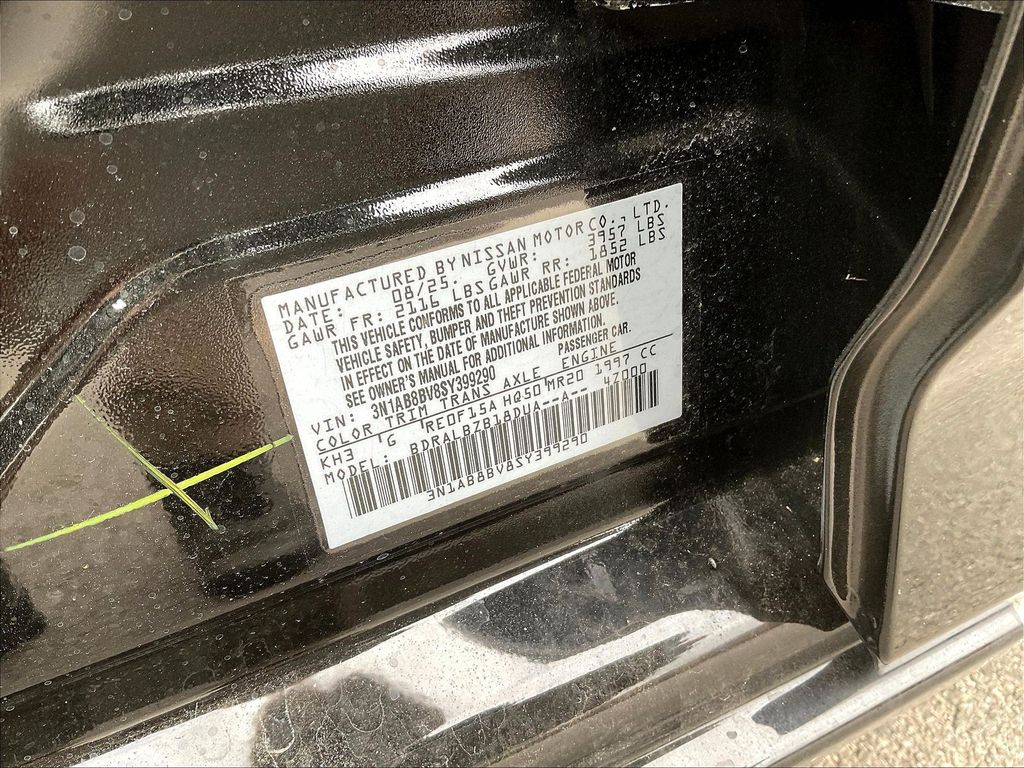 MANUFACTURED BY NISSAN MOTOR CO., LTD.
DATE: 08/25. GVWR: 3957 LBS
GAWR FR: 2116 LBS GAWR RR: 1852 LBS
THIS VEHICLE CONFORMS TO ALL APPLICABLE FEDERAL MOTOR
VEHICLE SAFETY, BUMPER AND THEFT PREVENTION STANDARDS
IN EFFECT ON THE DATE OF MANUFACTURE SHOWN ABOVE.
SEE OWNER'S MANUAL FOR ADDITIONAL INFORMATION.
VIN: 3N1AB8BV8SY399290 PASSENGER CAR.
COLOR TRIM TRANS AXLE ENGINE
KH3 G RE0F15A HQ50 MR20 1997 CC
MODEL: BDRALBZB18DUA--A-- 47000
3N1AB8BV8SY399290